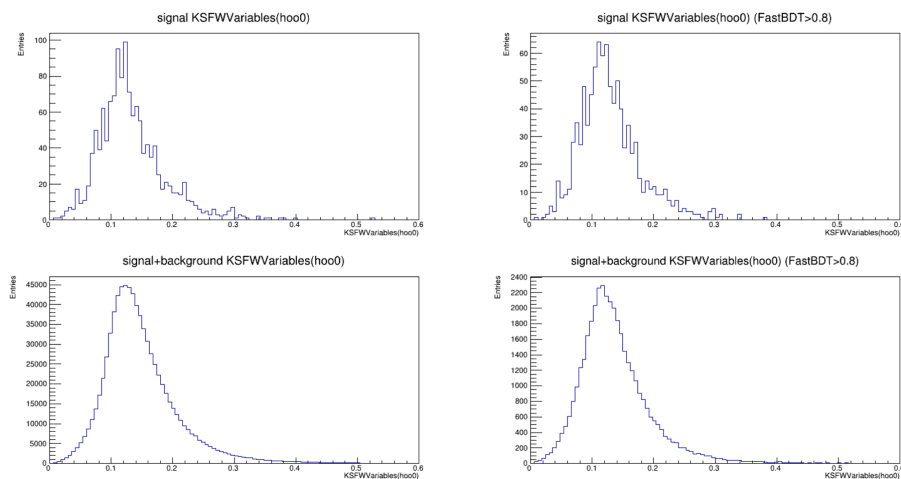 signal KSFWVariables(hoo0)
Entries
100
80
60
40
20
0
0 0.1 0.2 0.3 0.4 0.5 0.6
KSFWVariables(hoo0)
signal KSFWVariables(hoo0) (FastBDT>0.8)
Entries
60
50
40
30
20
10
0
0 0.1 0.2 0.3 0.4 0.5 0.6
KSFWVariables(hoo0)
signal+background KSFWVariables(hoo0)
Entries
45000
40000
35000
30000
25000
20000
15000
10000
5000
0
0 0.1 0.2 0.3 0.4 0.5 0.6
KSFWVariables(hoo0)
signal+background KSFWVariables(hoo0) (FastBDT>0.8)
Entries
2400
2200
2000
1800
1600
1400
1200
1000
800
600
400
200
0
0 0.1 0.2 0.3 0.4 0.5 0.6
KSFWVariables(hoo0)